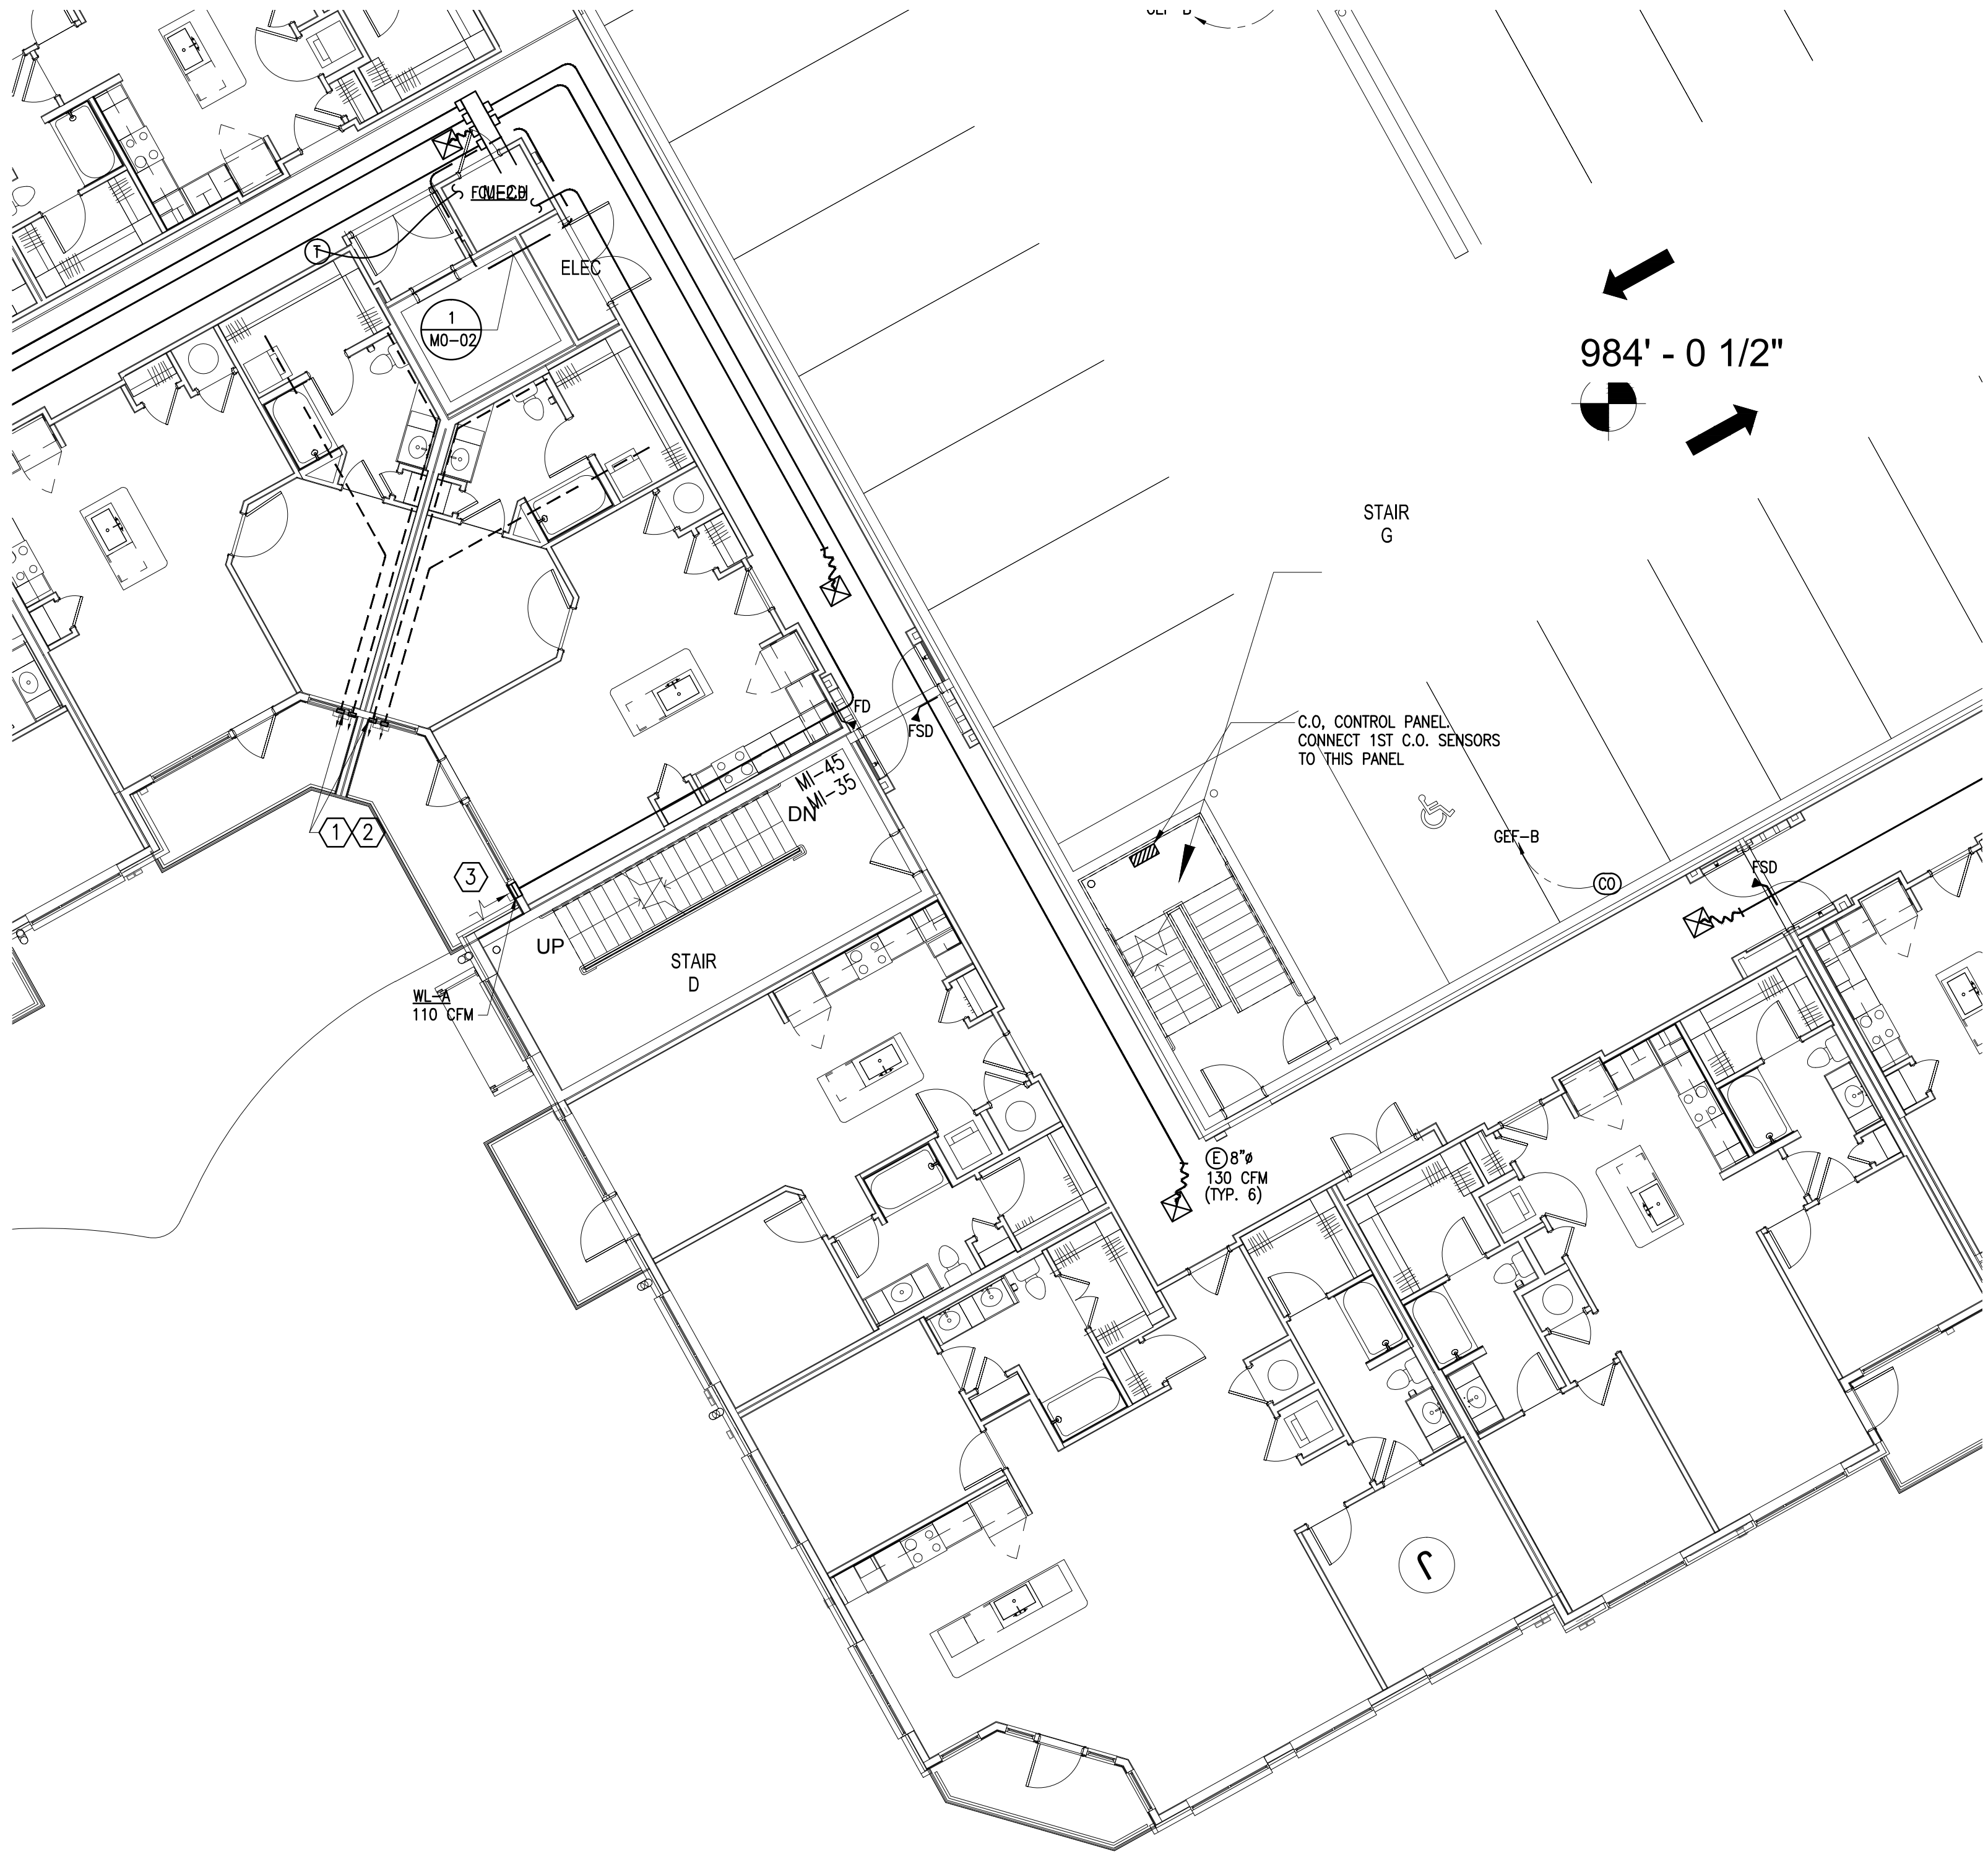 GEF-B
ELEC
T
1
MO-02
984' - 0 1/2"
STAIR
G
FD
FSD
C.O, CONTROL PANEL.
CONNECT 1ST C.O. SENSORS
TO THIS PANEL
MI-45
MI-35
DN
1
2
GEF-B
FSD
CO
3
UP
STAIR
D
WL-A
110 CFM
E 8"ø
130 CFM
(TYP. 6)